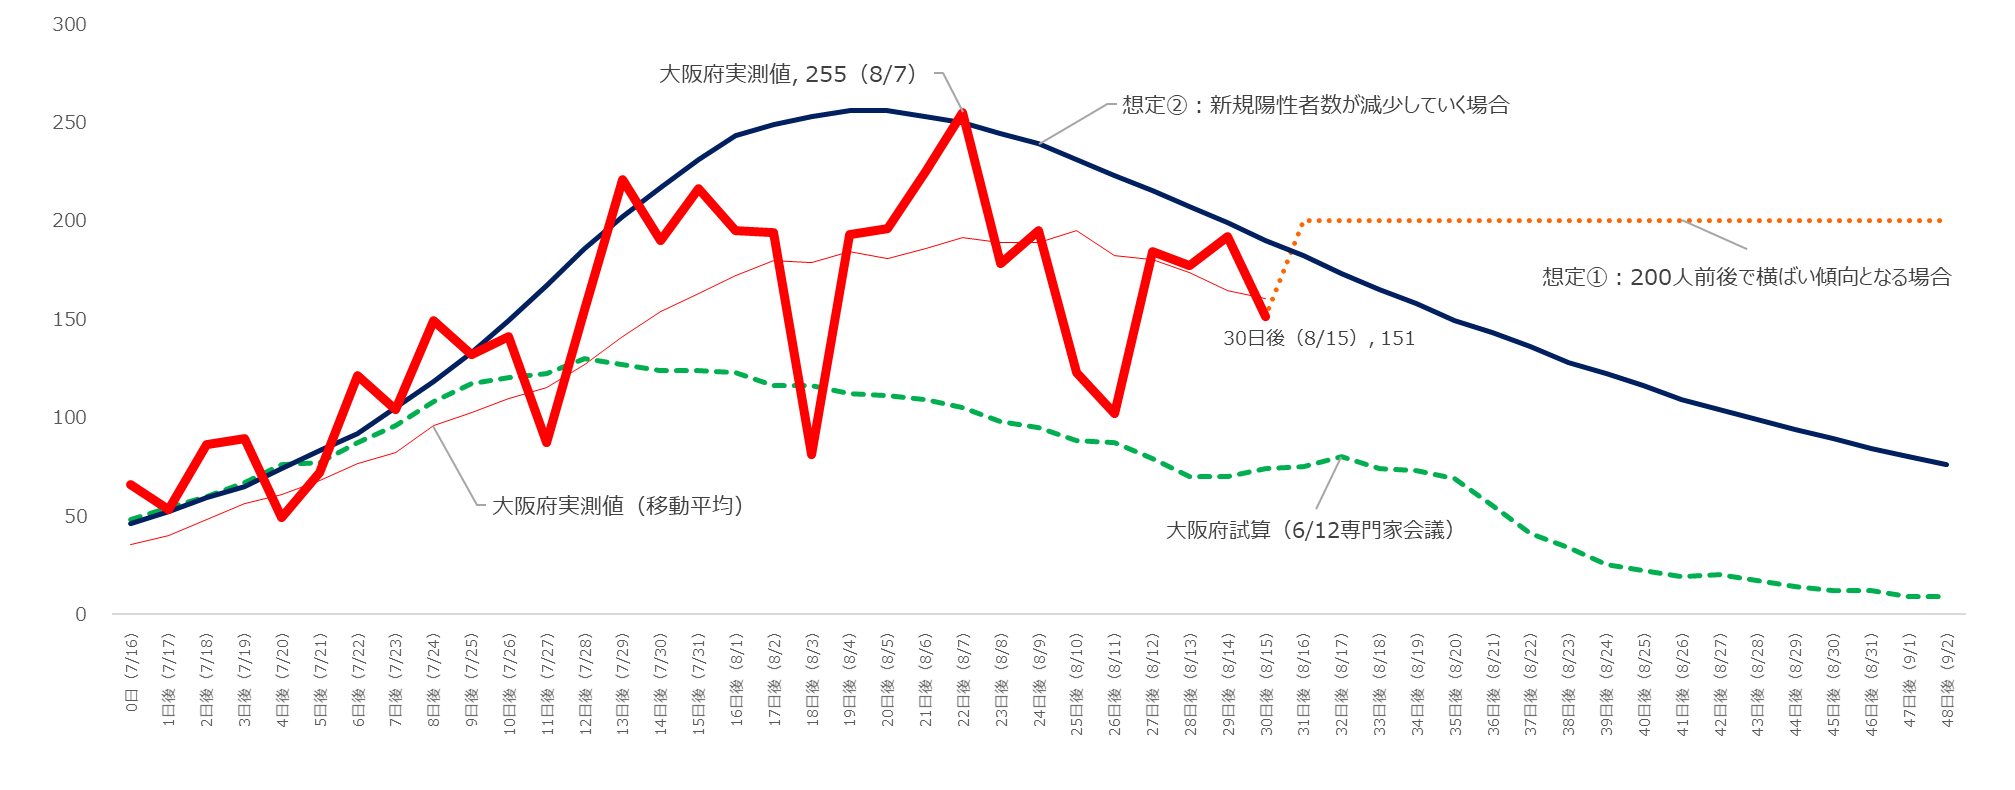 300
250
200
150
100
50
0
大阪府実測値, 255（8/7）
想定②：新規陽性者数が減少していく場合
想定①：200人前後で横ばい傾向となる場合
30日後（8/15）, 151
大阪府実測値（移動平均）
大阪府試算（6/12専門家会議）
0日（7/16）
1日後（7/17）
2日後（7/18）
3日後（7/19）
4日後（7/20）
5日後（7/21）
6日後（7/22）
7日後（7/23）
8日後（7/24）
9日後（7/25）
10日後（7/26）
11日後（7/27）
12日後（7/28）
13日後（7/29）
14日後（7/30）
15日後（7/31）
16日後（8/1）
17日後（8/2）
18日後（8/3）
19日後（8/4）
20日後（8/5）
21日後（8/6）
22日後（8/7）
23日後（8/8）
24日後（8/9）
25日後（8/10）
26日後（8/11）
27日後（8/12）
28日後（8/13）
29日後（8/14）
30日後（8/15）
31日後（8/16）
32日後（8/17）
33日後（8/18）
34日後（8/19）
35日後（8/20）
36日後（8/21）
37日後（8/22）
38日後（8/23）
39日後（8/24）
40日後（8/25）
41日後（8/26）
42日後（8/27）
43日後（8/28）
44日後（8/29）
45日後（8/30）
46日後（8/31）
47日後（9/1）
48日後（9/2）